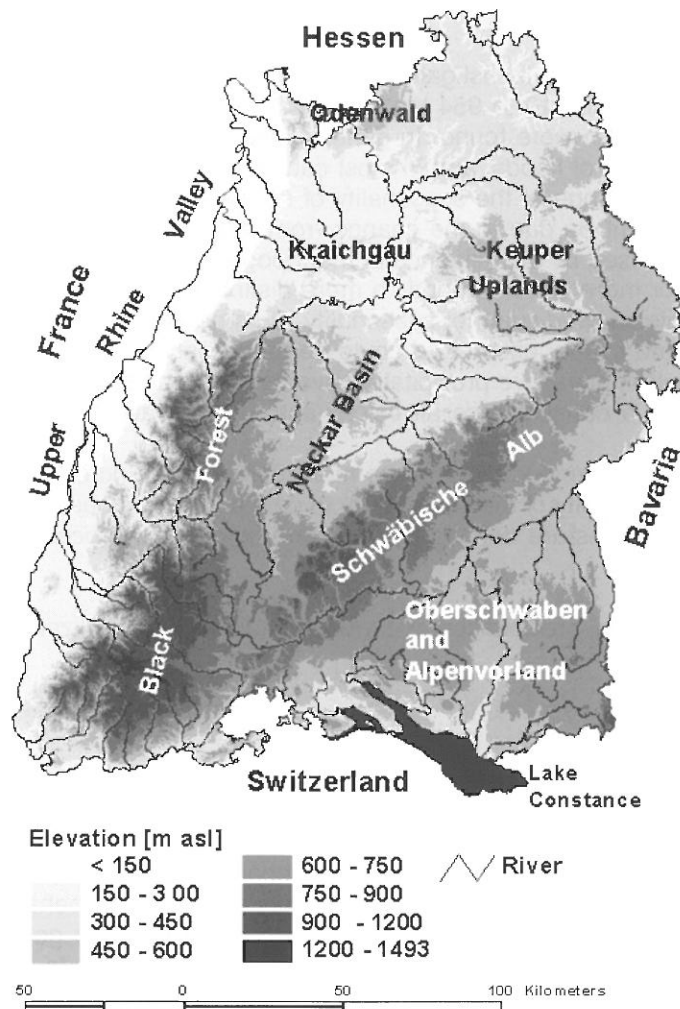 Hessen
Odenwald
Valley
Kraichgau
Keuper
Uplands
France
Rhine
Neckar Basin
Forest
Upper
Alb
Schwäbische
Bavaria
Oberschwaben
and
Alpenvorland
Black
Switzerland
Lake
Constance
Elevation [m asl]
< 150
150 - 3 00
300 - 450
450 - 600
600 - 750
750 - 900
900 - 1200
1200 - 1493
River
50 0 50 100 Kilometers